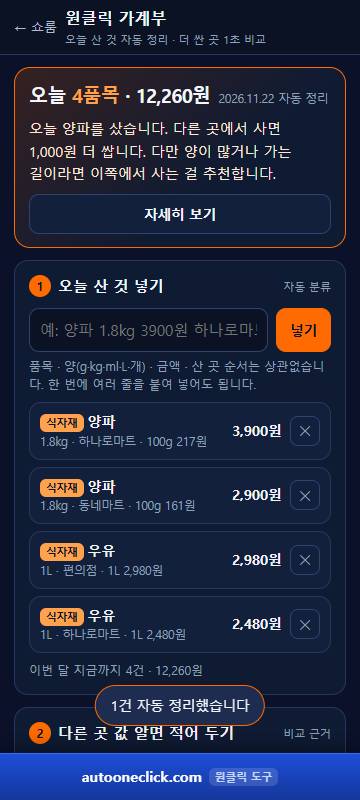 ← 쇼룸
원클릭 가계부
오늘 산 것 자동 정리 · 더 싼 곳 1초 비교
오늘 4품목 · 12,260원 2026.11.22 자동 정리
오늘 양파를 샀습니다. 다른 곳에서 사면
1,000원 더 쌉니다. 다만 양이 많거나 가는
길이라면 이쪽에서 사는 걸 추천합니다.
자세히 보기
1 오늘 산 것 넣기 자동 분류
예: 양파 1.8kg 3900원 하나로마트
넣기
품목 · 양(g·kg·ml·L·개) · 금액 · 산 곳 순서는 상관없습니
다. 한 번에 여러 줄을 붙여 넣어도 됩니다.
식자재 양파
1.8kg · 하나로마트 · 100g 217원
3,900원 ×
식자재 양파
1.8kg · 동네마트 · 100g 161원
2,900원 ×
식자재 우유
1L · 편의점 · 1L 2,980원
2,980원 ×
식자재 우유
1L · 하나로마트 · 1L 2,480원
2,480원 ×
이번 달 지금까지 4건 · 12,260원
1건 자동 정리했습니다
2 다른 곳 값 알면 적어 두기 비교 근거
autooneclick.com 원클릭 도구